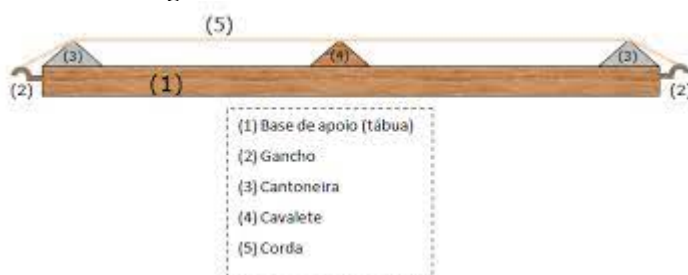 (5)
(3) (4) (3)
(2) (1) (2)
(1) Base de apoio (tábua)
(2) Gancho
(3) Cantoneira
(4) Cavalete
(5) Corda